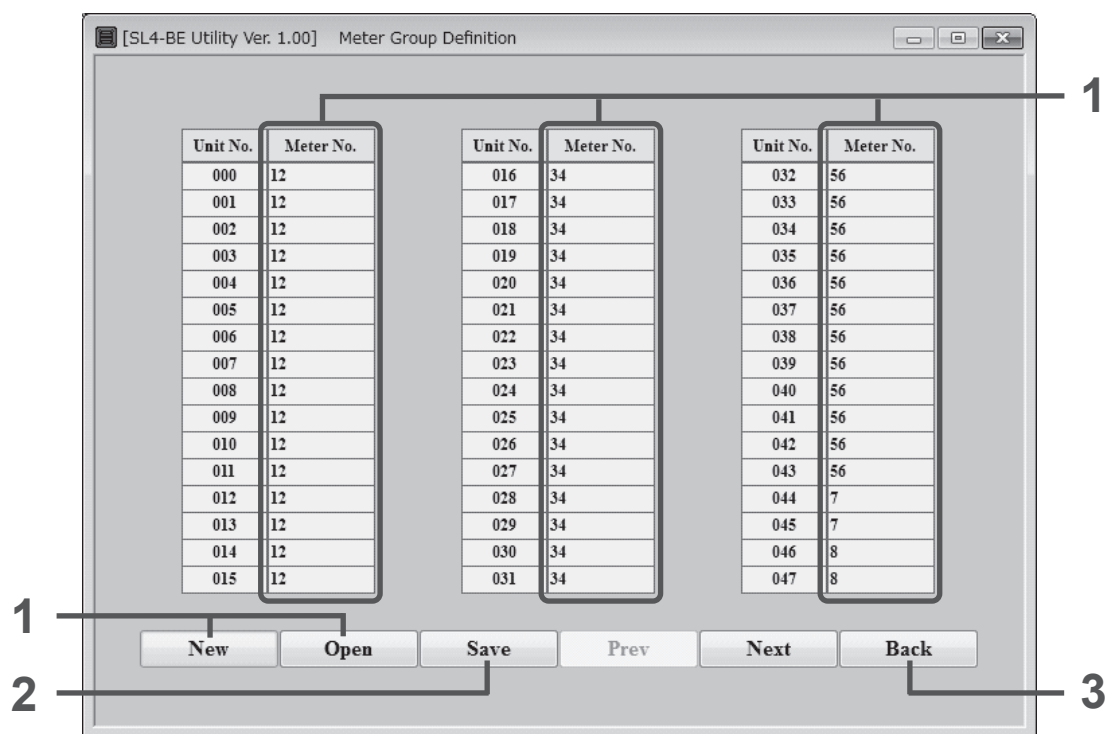 [SL4-BE Utility Ver. 1.00] Meter Group Definition
1
Unit No. Meter No. Unit No. Meter No. Unit No. Meter No.
000 12 016 34 032 56
001 12 017 34 033 56
002 12 018 34 034 56
003 12 019 34 035 56
004 12 020 34 036 56
005 12 021 34 037 56
006 12 022 34 038 56
007 12 023 34 039 56
008 12 024 34 040 56
009 12 025 34 041 56
010 12 026 34 042 56
011 12 027 34 043 56
012 12 028 34 044 7
013 12 029 34 045 7
014 12 030 34 046 8
015 12 031 34 047 8
1
New Open Save Prev Next Back
2 3